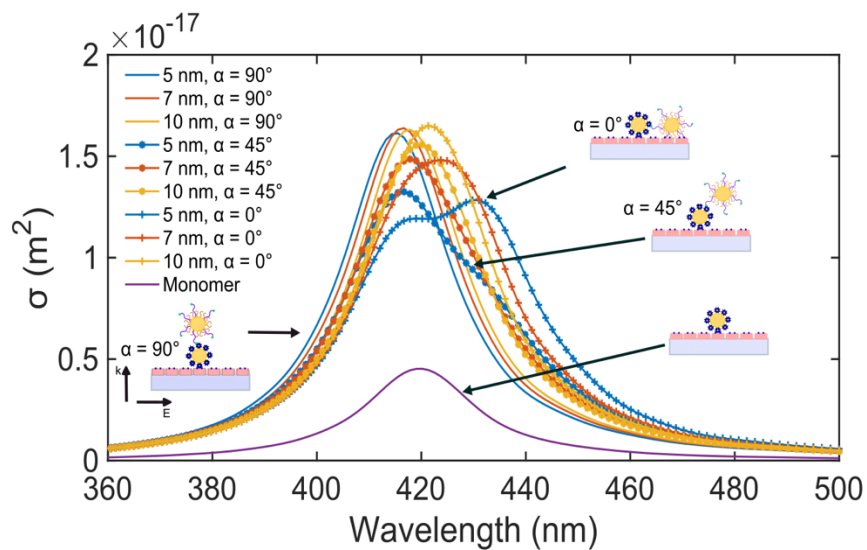 ×10⁻¹⁷
2
1.5
1
0.5
0
σ (m²)
5 nm, α = 90°
7 nm, α = 90°
10 nm, α = 90°
5 nm, α = 45°
7 nm, α = 45°
10 nm, α = 45°
5 nm, α = 0°
7 nm, α = 0°
10 nm, α = 0°
Monomer
α = 0°
α = 45°
α = 90°
k
E
360 380 400 420 440 460 480 500
Wavelength (nm)